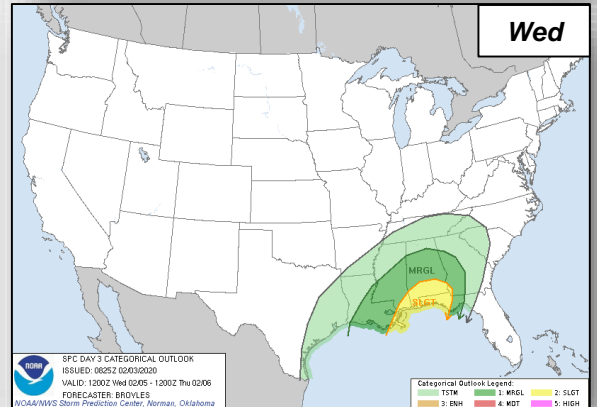 Wed
MRGL
SLGT
NOAA
SPC DAY 3 CATEGORICAL OUTLOOK
ISSUED: 0825Z 02/03/2020
VALID: 1200Z Wed 02/05 - 1200Z Thu 02/06
FORECASTER: BROYLES
NOAA/NWS Storm Prediction Center, Norman, Oklahoma
Categorical Outlook Legend:
TSTM 1: MRGL 2: SLGT
3: ENH 4: MDT 5: HIGH